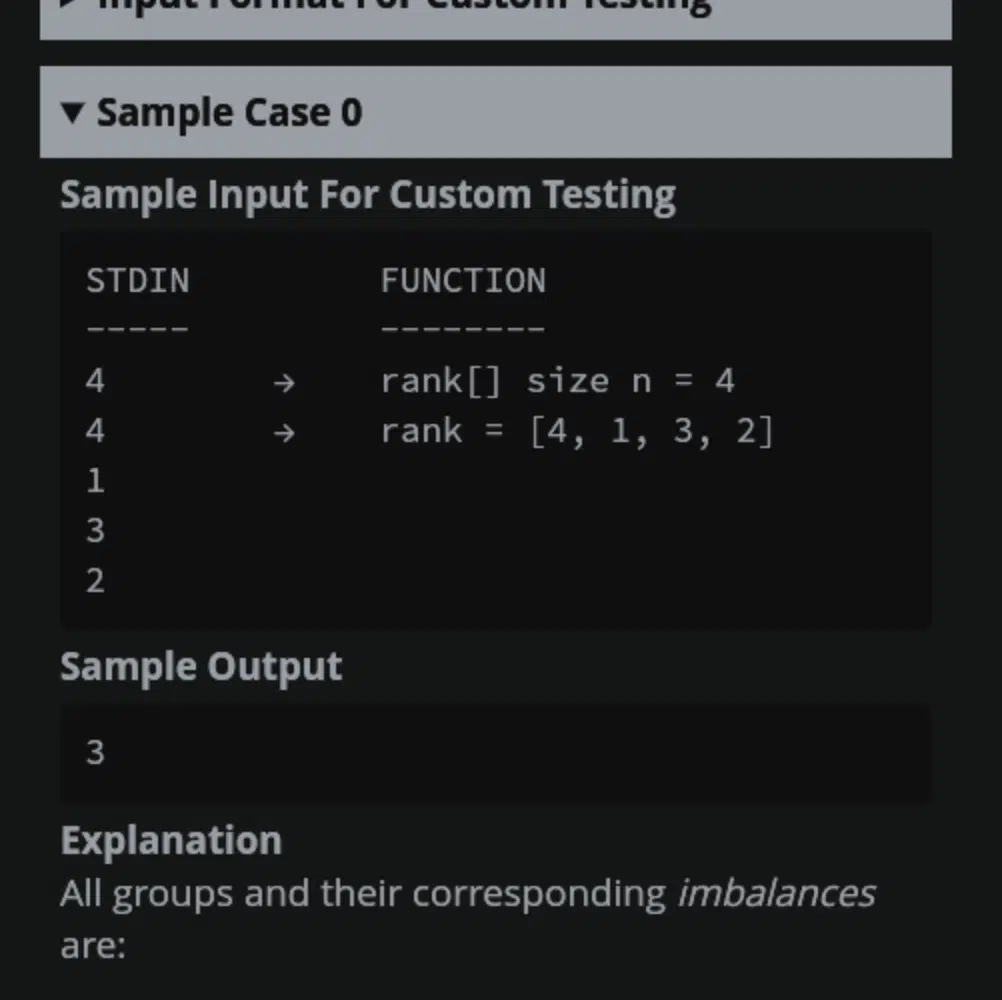 ▶ Input Format For Custom Testing
▼ Sample Case 0
Sample Input For Custom Testing
STDIN FUNCTION
----- --------
4 → rank[] size n = 4
4 → rank = [4, 1, 3, 2]
1
3
2
Sample Output
3
Explanation
All groups and their corresponding imbalances
are: